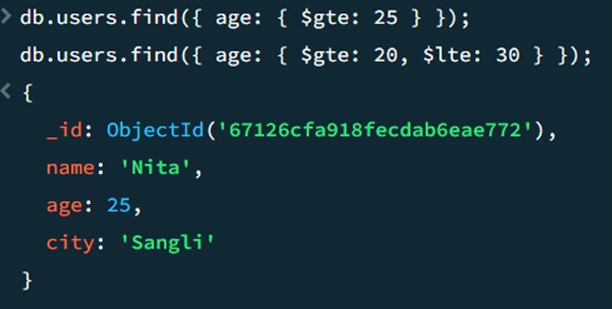 > db.users.find({ age: { $gte: 25 } });
db.users.find({ age: { $gte: 20, $lte: 30 } });
< {
_id: ObjectId('67126cfa918fecdab6eae772'),
name: 'Nita',
age: 25,
city: 'Sangli'
}